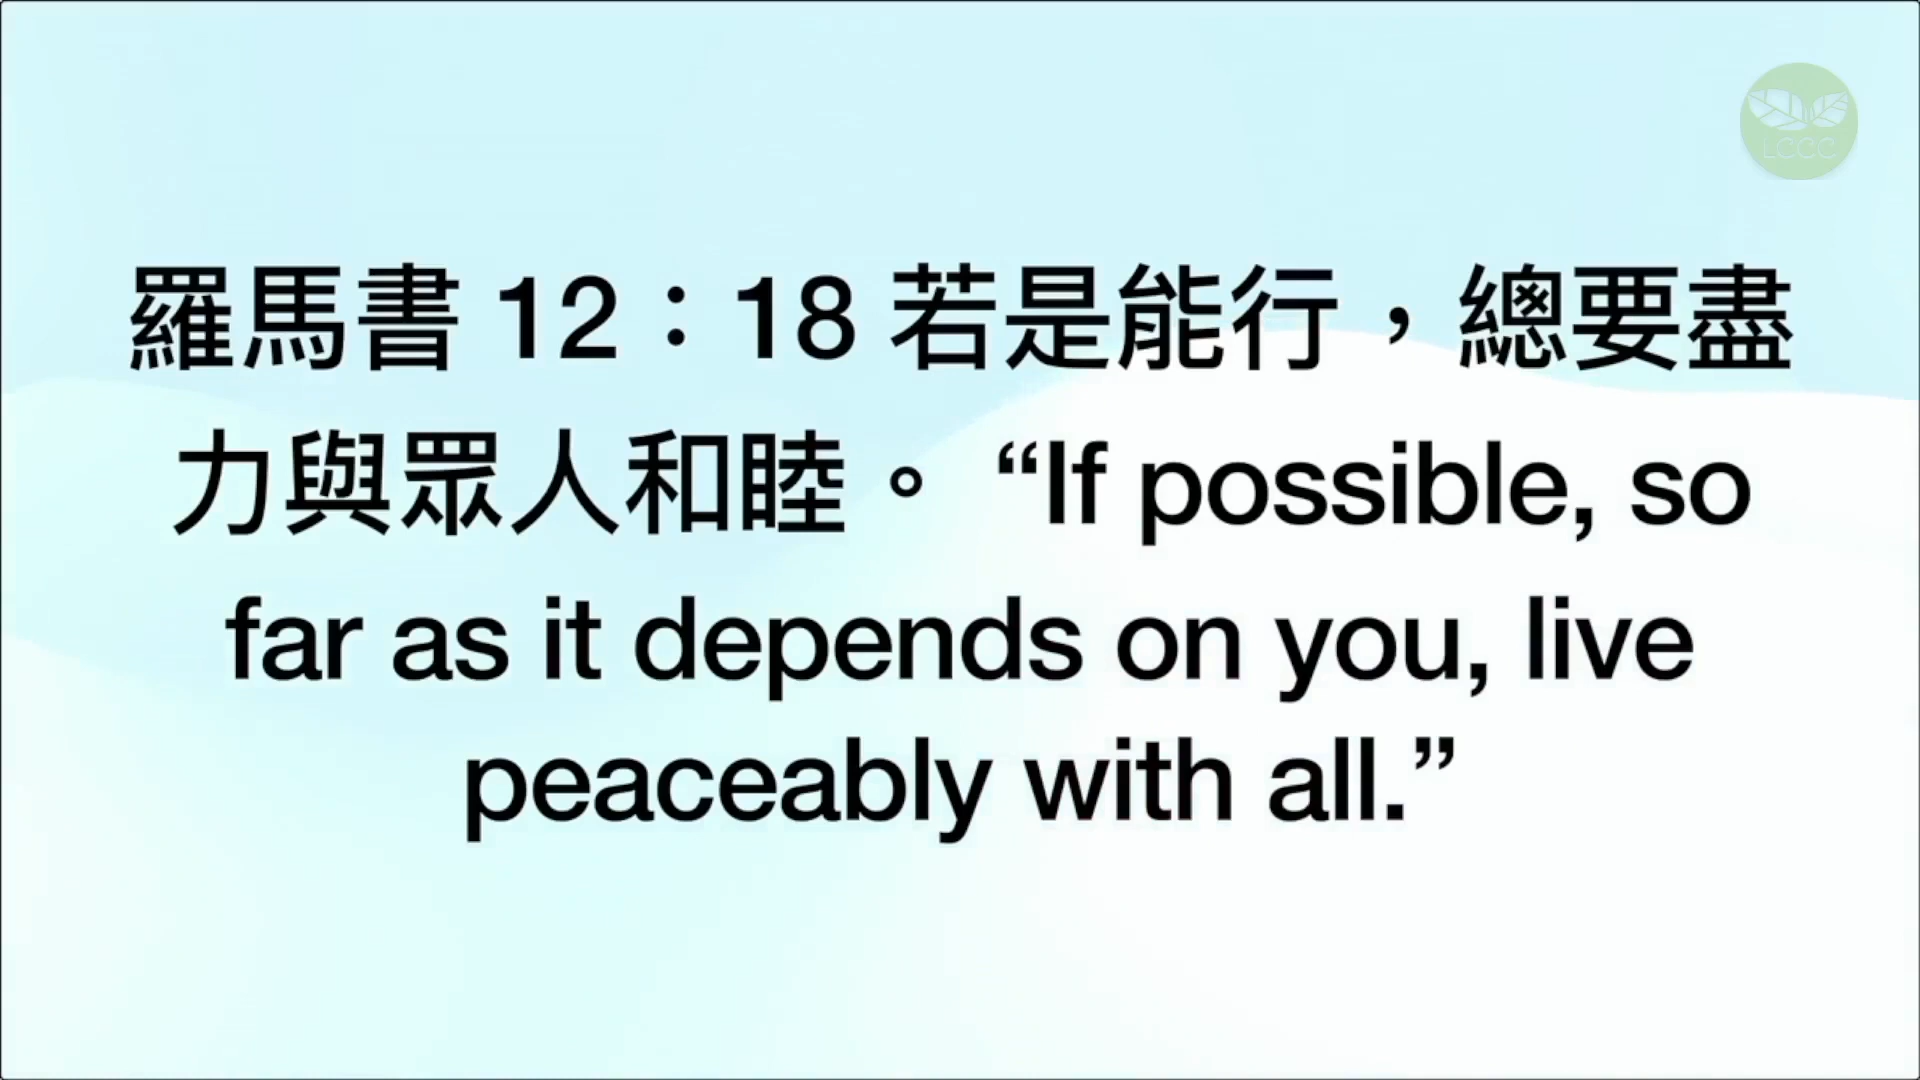 LCCC
羅馬書 12：18 若是能行，總要盡
力與眾人和睦。 “If possible, so
far as it depends on you, live
peaceably with all.”